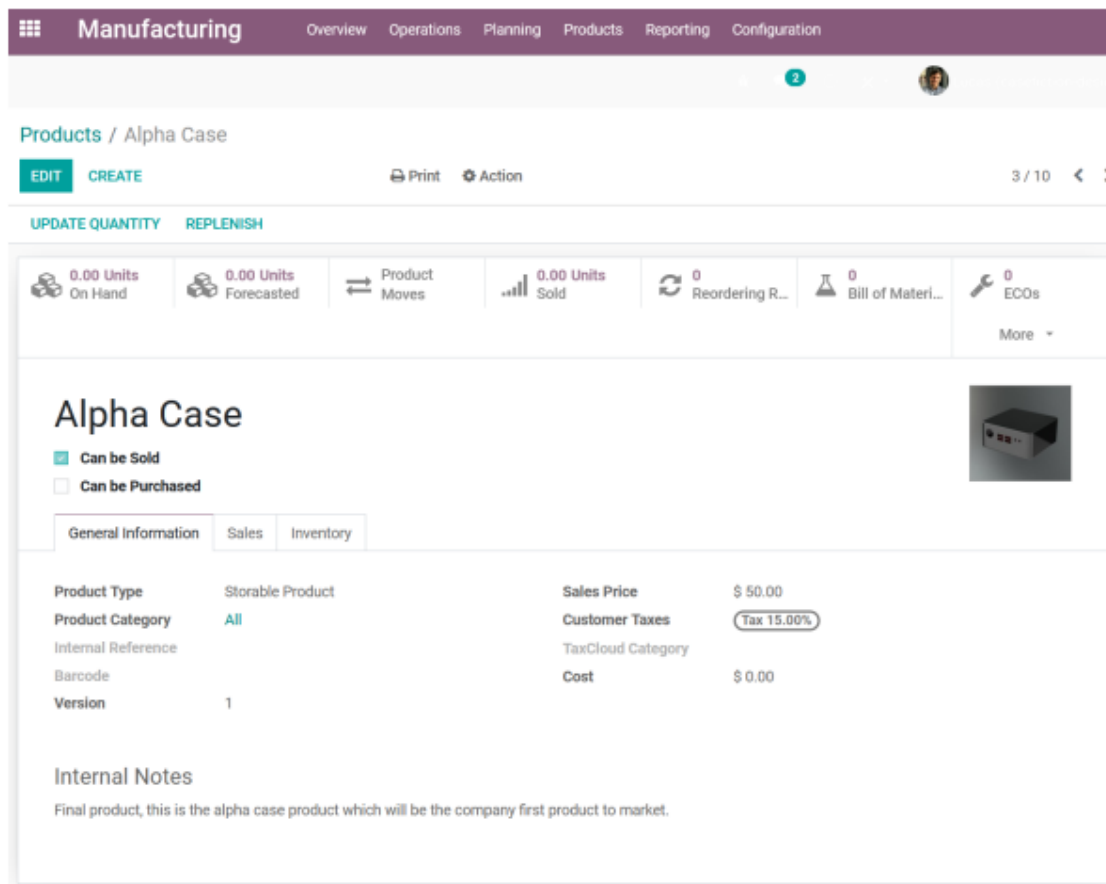 Manufacturing Overview Operations Planning Products Reporting Configuration
2
Products / Alpha Case
EDIT CREATE Print Action 3 / 10
UPDATE QUANTITY REPLENISH
0.00 Units On Hand
0.00 Units Forecasted
Product Moves
0.00 Units Sold
0 Reordering R...
0 Bill of Materi...
0 ECOs
More
Alpha Case
Can be Sold
Can be Purchased
General Information Sales Inventory
Product Type Storable Product Sales Price $ 50.00
Product Category All Customer Taxes Tax 15.00%
Internal Reference TaxCloud Category
Barcode Cost $ 0.00
Version 1
Internal Notes
Final product, this is the alpha case product which will be the company first product to market.